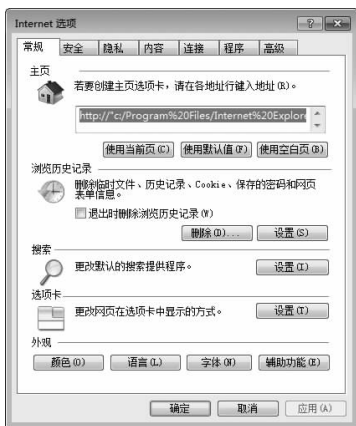 Internet 选项
常规 安全 隐私 内容 连接 程序 高级
主页
若要创建主页选项卡，请在各地址行键入地址(R)。
http://"c:/Program%20Files/Internet%20Explore
使用当前页(C) 使用默认值(F) 使用空白页(B)
浏览历史记录
删除临时文件、历史记录、Cookie、保存的密码和网页
表单信息。
退出时删除浏览历史记录(W)
删除(D)... 设置(S)
搜索
更改默认的搜索提供程序。 设置(I)
选项卡
更改网页在选项卡中显示的方式。 设置(T)
外观
颜色(O) 语言(L) 字体(N) 辅助功能(E)
确定 取消 应用(A)